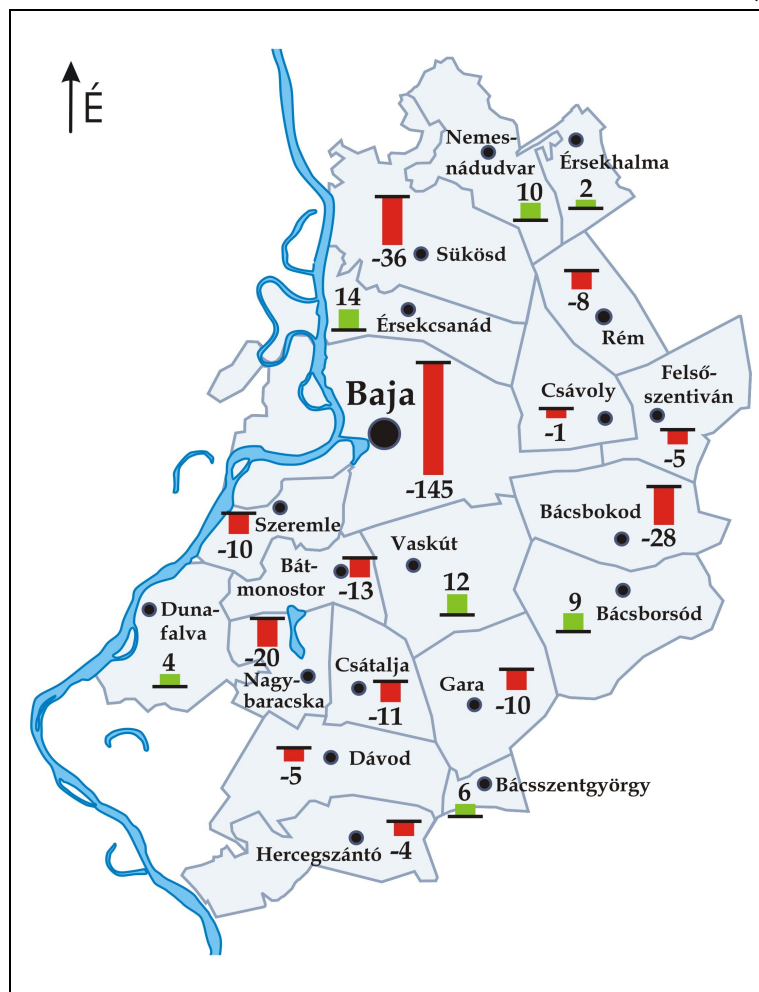 É
Nemes-
nádudvar
10
Érsekhalma
2
-36
Sükösd
-8
Rém
14
Érsekcsanád
Baja
-145
Csávoly
-1
Felső-
szentiván
-5
Szeremle
-10
Bácsbokod
-28
Bát-
monostor
-13
Vaskút
12
9
Bácsborsód
Duna-
falva
4
-20
Nagy-
baracska
Csátalja
-11
Gara
-10
Dávod
-5
Bácsszentgyörgy
6
Hercegszántó
-4